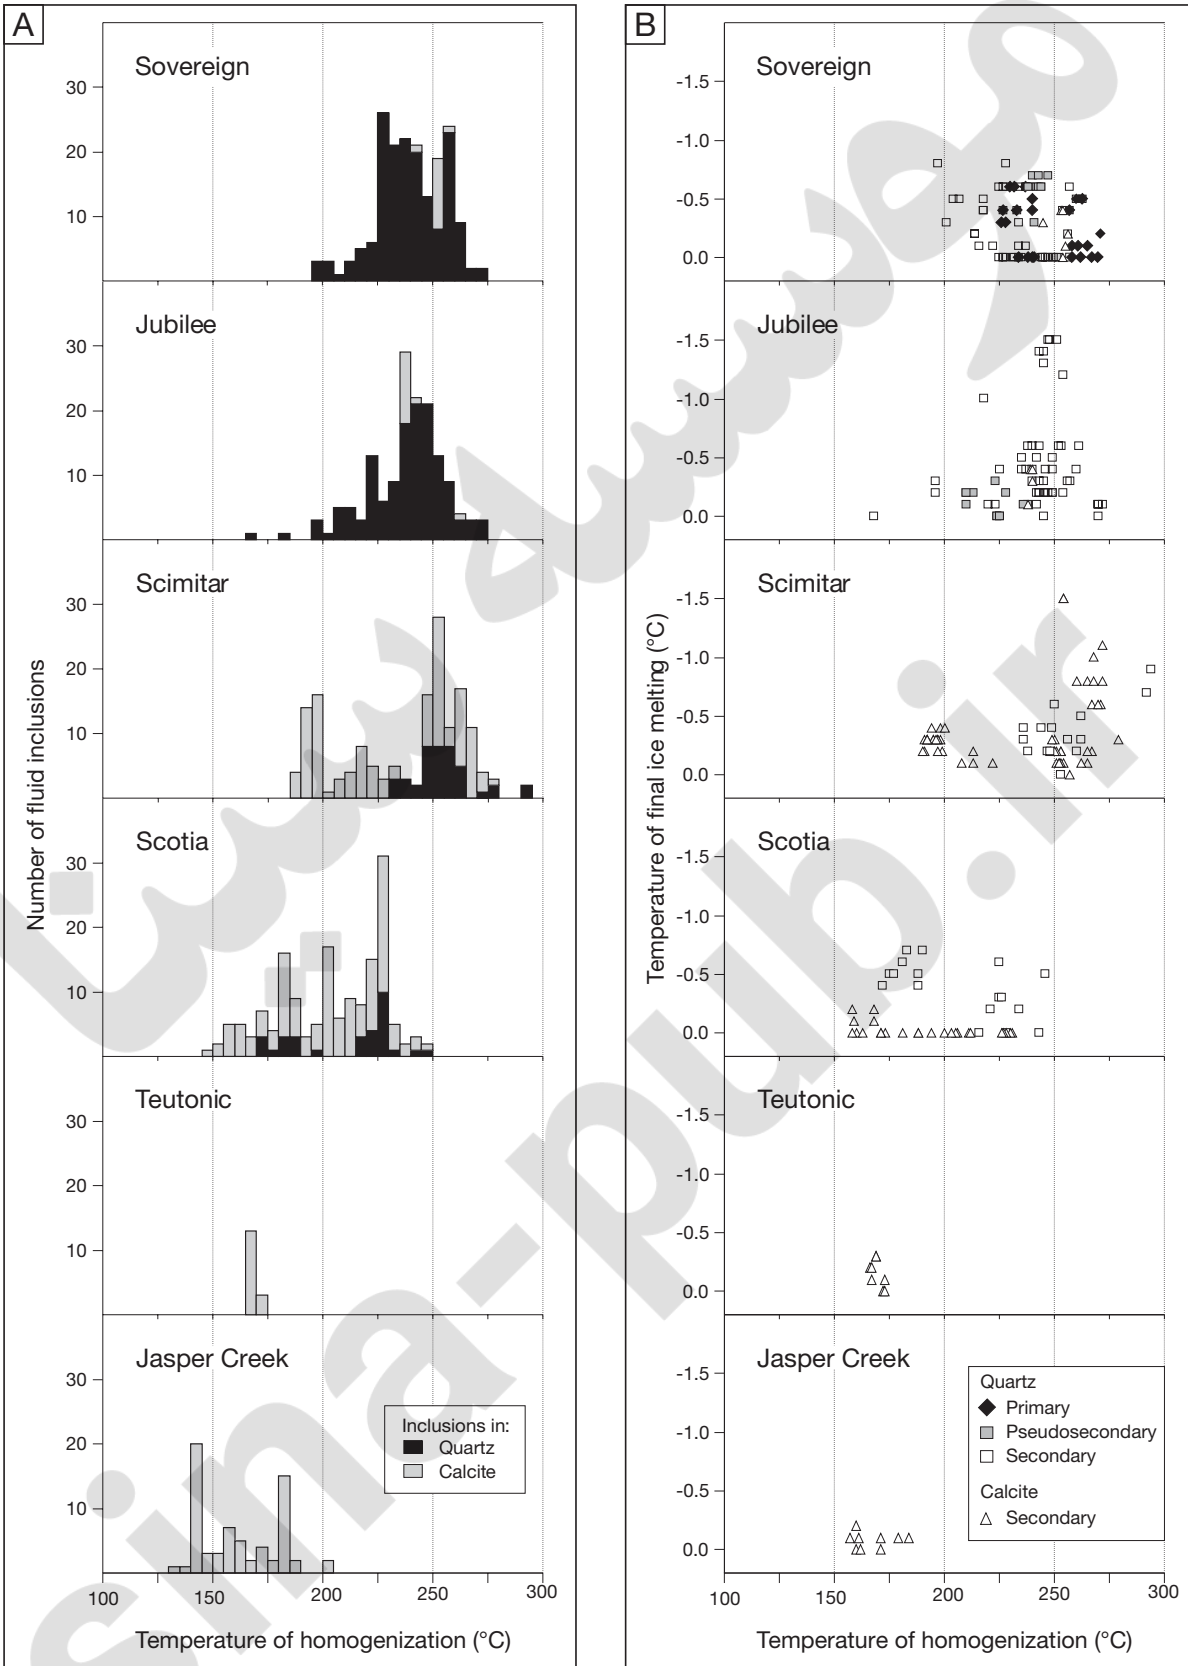 A
Sovereign
30
20
10
Jubilee
30
20
10
Scimitar
30
20
10
Scotia
30
20
10
Teutonic
30
20
10
Jasper Creek
30
20
10
Inclusions in:
Quartz
Calcite
Number of fluid inclusions
100 150 200 250 300
Temperature of homogenization (°C)
B
Sovereign
-1.5
-1.0
-0.5
0.0
Jubilee
-1.5
-1.0
-0.5
0.0
Scimitar
-1.5
-1.0
-0.5
0.0
Scotia
-1.5
-1.0
-0.5
0.0
Teutonic
-1.5
-1.0
-0.5
0.0
Jasper Creek
-1.5
-1.0
-0.5
0.0
Quartz
Primary
Pseudosecondary
Secondary
Calcite
Secondary
Temperature of final ice melting (°C)
100 150 200 250 300
Temperature of homogenization (°C)
sina-pub.ir